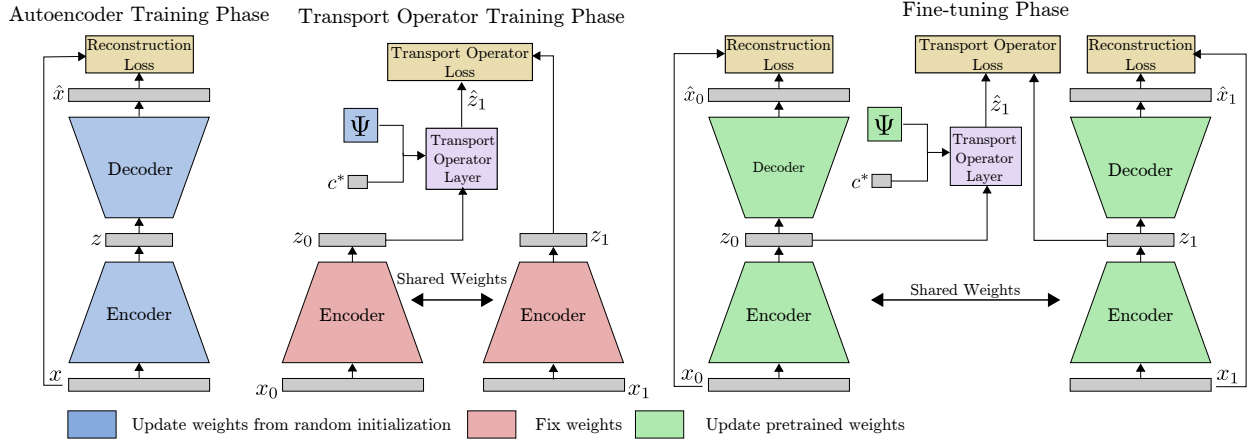 Autoencoder Training Phase
Reconstruction
Loss
x̂
Decoder
z
Encoder
x
Transport Operator Training Phase
Transport Operator
Loss
ẑ₁
Ψ
Transport
Operator
Layer
c*
z₀
z₁
Shared Weights
Encoder
Encoder
x₀
x₁
Fine-tuning Phase
Reconstruction
Loss
Transport Operator
Loss
Reconstruction
Loss
x̂₀
ẑ₁
x̂₁
Ψ
Decoder
Transport
Operator
Layer
Decoder
c*
z₀
z₁
Shared Weights
Encoder
Encoder
x₀
x₁
Update weights from random initialization
Fix weights
Update pretrained weights